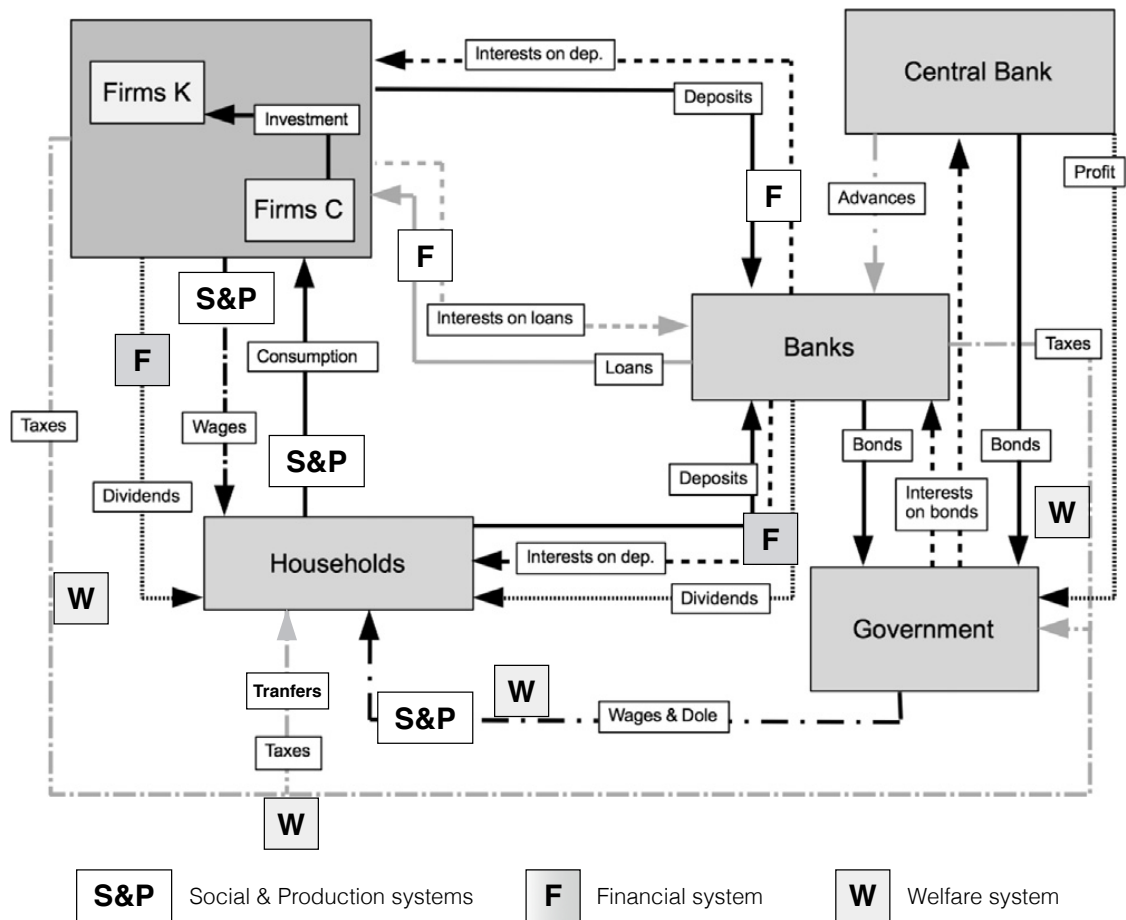 Interests on dep.
Central Bank
Firms K
Deposits
Investment
Profit
Advances
F
Firms C
F
S&P
Interests on loans
Banks
Taxes
F
Consumption
Loans
Taxes
Wages
Bonds
Bonds
S&P
Deposits
Dividends
Interests
on bonds
W
F
Interests on dep.
Households
W
Dividends
Government
Tranfers
W
S&P
Wages & Dole
Taxes
W
S&P Social & Production systems
F Financial system
W Welfare system